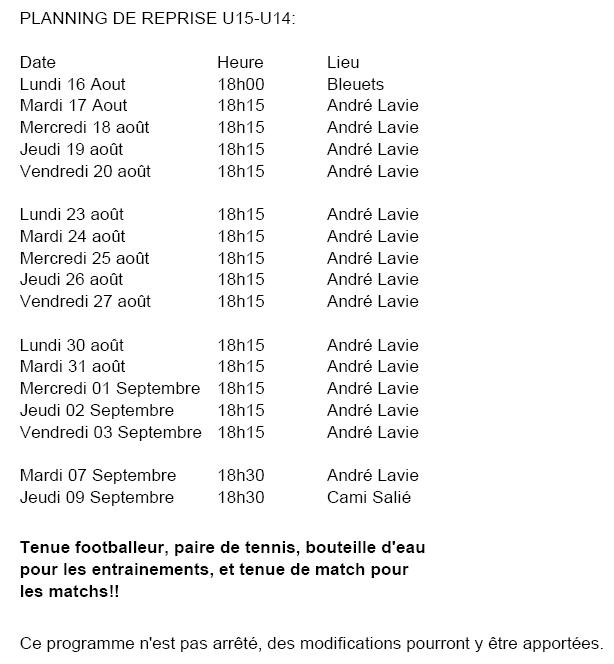 PLANNING DE REPRISE U15-U14:
Date Heure Lieu
Lundi 16 Aout 18h00 Bleuets
Mardi 17 Aout 18h15 André Lavie
Mercredi 18 août 18h15 André Lavie
Jeudi 19 août 18h15 André Lavie
Vendredi 20 août 18h15 André Lavie
Lundi 23 août 18h15 André Lavie
Mardi 24 août 18h15 André Lavie
Mercredi 25 août 18h15 André Lavie
Jeudi 26 août 18h15 André Lavie
Vendredi 27 août 18h15 André Lavie
Lundi 30 août 18h15 André Lavie
Mardi 31 août 18h15 André Lavie
Mercredi 01 Septembre 18h15 André Lavie
Jeudi 02 Septembre 18h15 André Lavie
Vendredi 03 Septembre 18h15 André Lavie
Mardi 07 Septembre 18h30 André Lavie
Jeudi 09 Septembre 18h30 Cami Salié
Tenue footballeur, paire de tennis, bouteille d'eau
pour les entrainements, et tenue de match pour
les matchs!!
Ce programme n'est pas arrêté, des modifications pourront y être apportées.